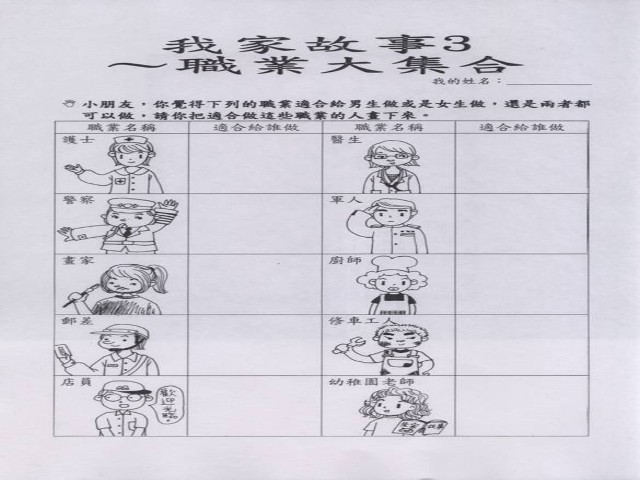 我家故事3
～職業大集合
我的姓名：
小朋友，你覺得下列的職業適合給男生做或是女生做，還是兩者都
可以做，請你把適合做這些職業的人畫下來。
職業名稱 適合給誰做 職業名稱 適合給誰做
護士 醫生
警察 軍人
畫家 廚師
郵差 修車工人
店員 幼稚園老師
歡迎光臨。